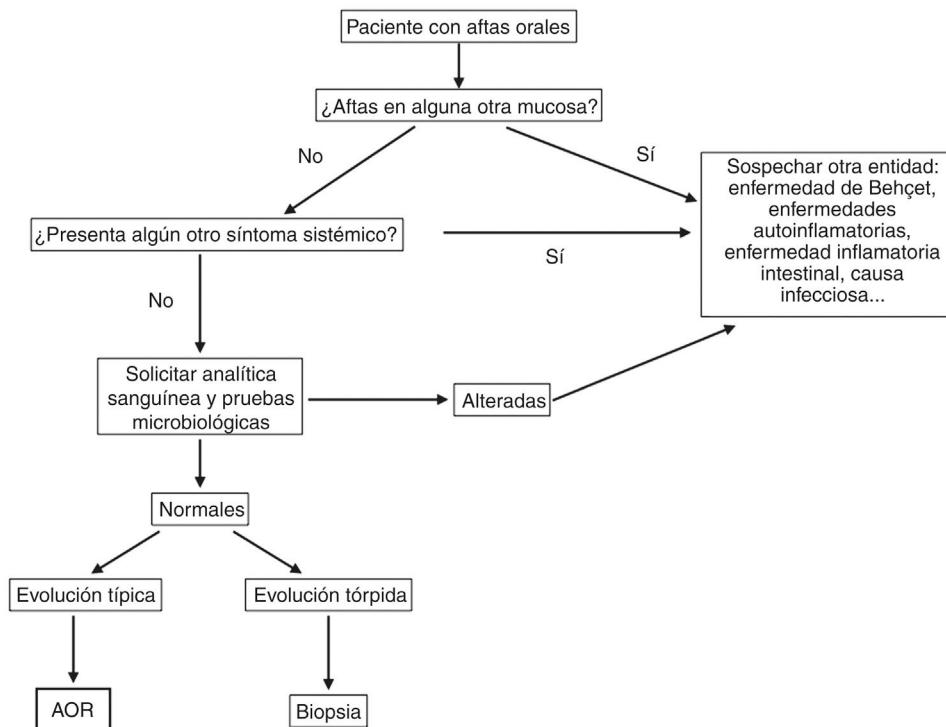 Paciente con aftas orales
¿Aftas en alguna otra mucosa?
No
Sí
Sospechar otra entidad:
enfermedad de Behçet,
enfermedades
autoinflamatorias,
enfermedad inflamatoria
intestinal, causa
infecciosa...
¿Presenta algún otro síntoma sistémico?
Sí
No
Solicitar analítica
sanguínea y pruebas
microbiológicas
Alteradas
Normales
Evolución típica
Evolución tórpida
AOR
Biopsia